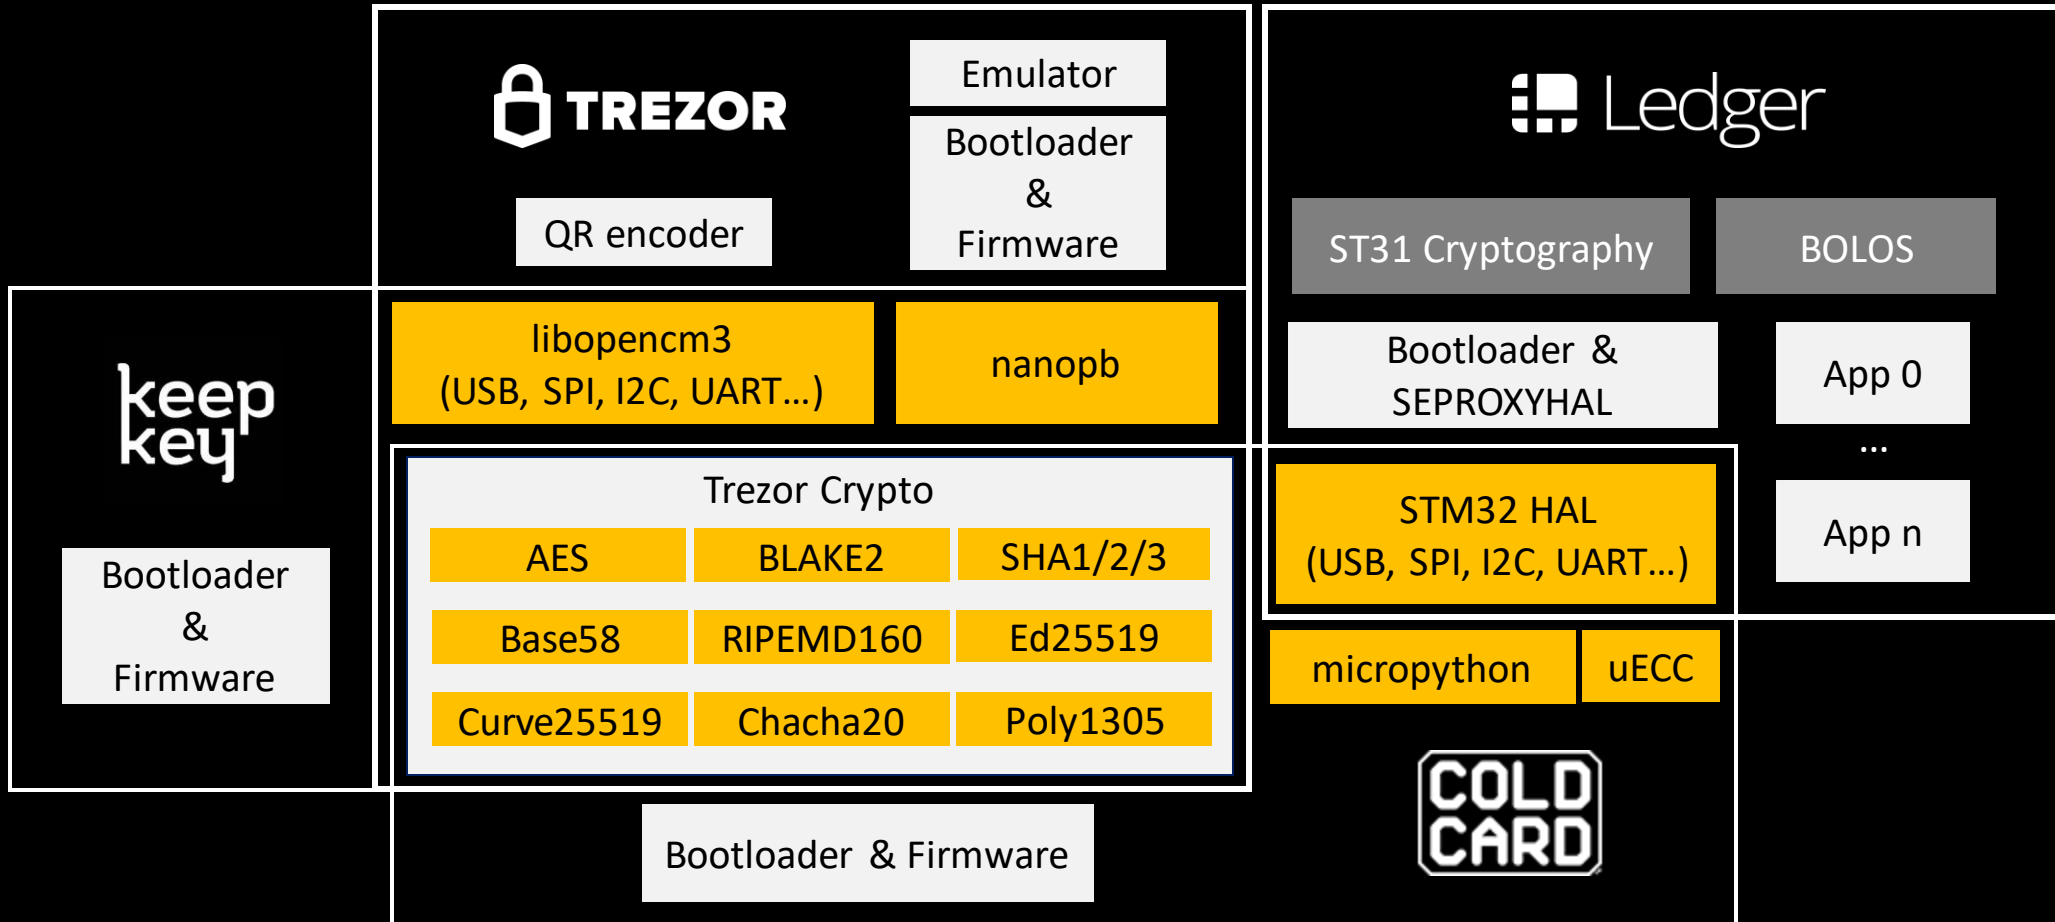 TREZOR
Emulator
Bootloader
&
Firmware
QR encoder
Ledger
ST31 Cryptography
BOLOS
Bootloader &
SEPROXYHAL
App 0
...
App n
keep
key
Bootloader
&
Firmware
libopencm3
(USB, SPI, I2C, UART...)
nanopb
Trezor Crypto
AES
BLAKE2
SHA1/2/3
Base58
RIPEMD160
Ed25519
Curve25519
Chacha20
Poly1305
STM32 HAL
(USB, SPI, I2C, UART...)
micropython
uECC
Bootloader & Firmware
COLD
CARD